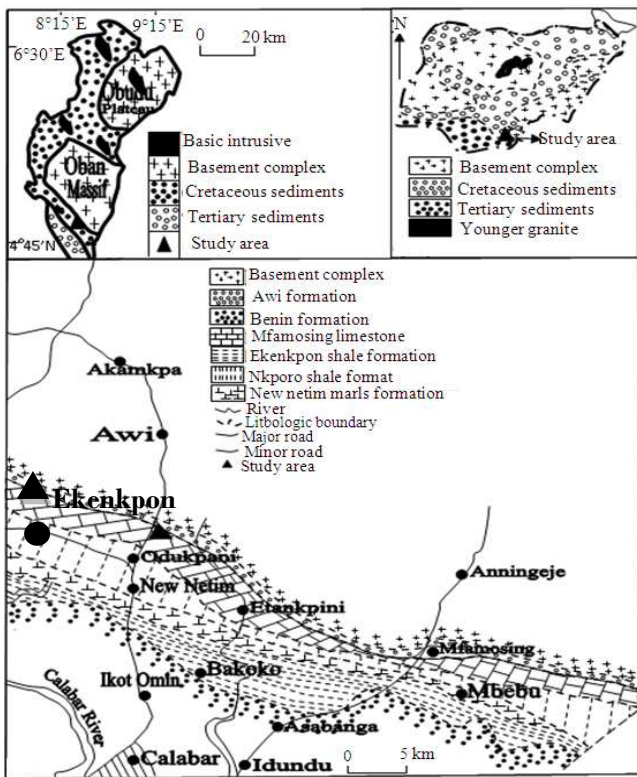 8°15’E 9°15’E
6°30’E
0 20 km
Obudu
Plateau
Oban
Massif
4°45’N
Basic intrusive
Basement complex
Cretaceous sediments
Tertiary sediments
Study area
N
Study area
Basement complex
Cretaceous sediments
Tertiary sediments
Younger granite
Basement complex
Awi formation
Benin formation
Mfamosing limestone
Ekenkpon shale formation
Nkporo shale format
New netim marls formation
River
Litbologic boundary
Major road
Minor road
Study area
Akamkpa
Awi
Ekenkpon
Odukpani
New Netim
Etankpini
Anningeje
Mfamosing
Ikot Omin
Bakoko
Mbebu
Calabar River
Asabanga
Calabar
Idundu
0 5 km